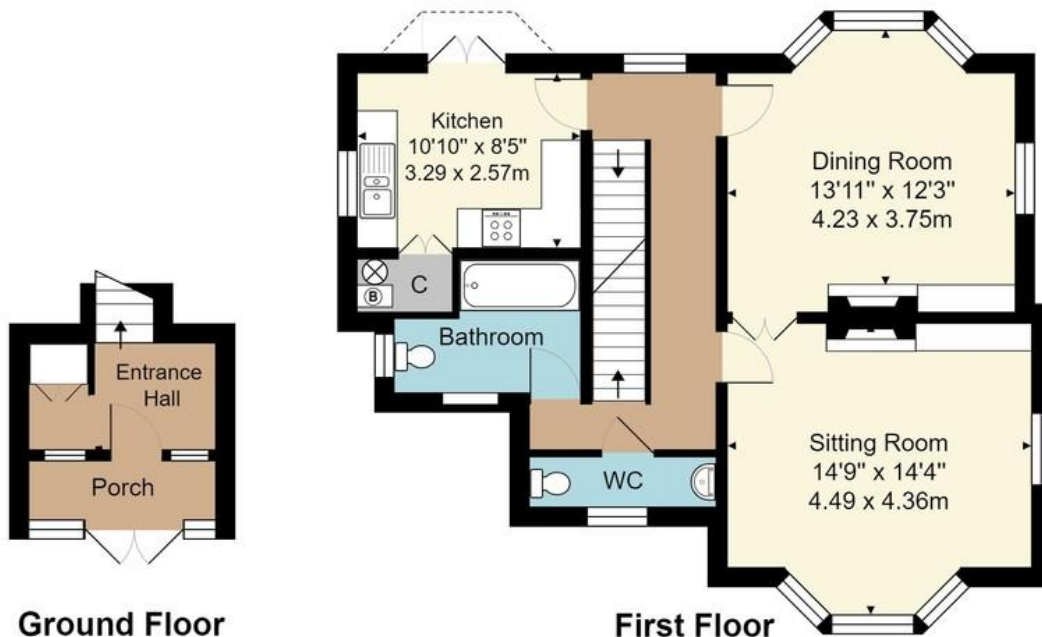 Kitchen
10'10" x 8'5"
3.29 x 2.57m
Dining Room
13'11" x 12'3"
4.23 x 3.75m
C
B
Bathroom
Entrance
Hall
Porch
Sitting Room
14'9" x 14'4"
4.49 x 4.36m
WC
Ground Floor
First Floor